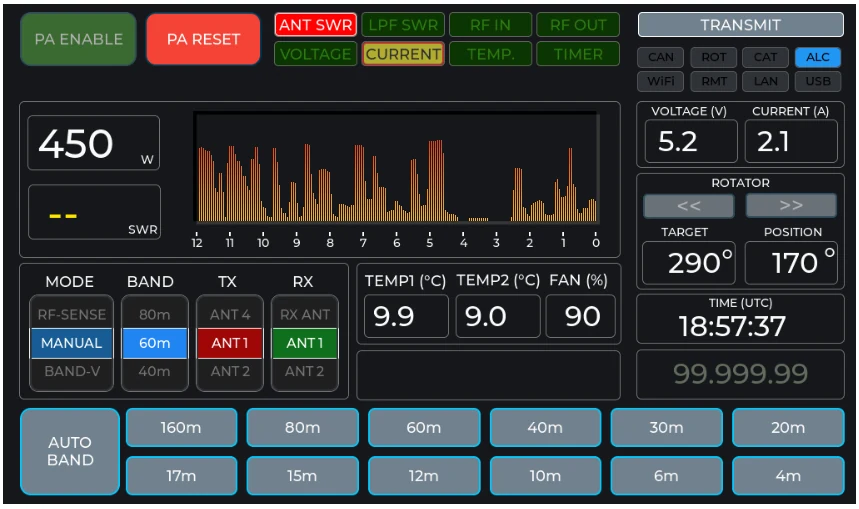 PA ENABLE PA RESET ANT SWR LPF SWR RF IN RF OUT TRANSMIT
VOLTAGE CURRENT TEMP. TIMER
CAN ROT CAT ALC
WiFi RMT LAN USB
450 W
-- SWR
12 11 10 9 8 7 6 5 4 3 2 1 0
VOLTAGE (V) CURRENT (A)
5.2 2.1
ROTATOR
<< >>
TARGET POSITION
290° 170°
MODE BAND TX RX
RF-SENSE 80m ANT 4 RX ANT
MANUAL 60m ANT 1 ANT 1
BAND-V 40m ANT 2 ANT 2
TEMP1 (°C) TEMP2 (°C) FAN (%)
9.9 9.0 90
TIME (UTC)
18:57:37
99.999.99
AUTO
BAND
160m 80m 60m 40m 30m 20m
17m 15m 12m 10m 6m 4m